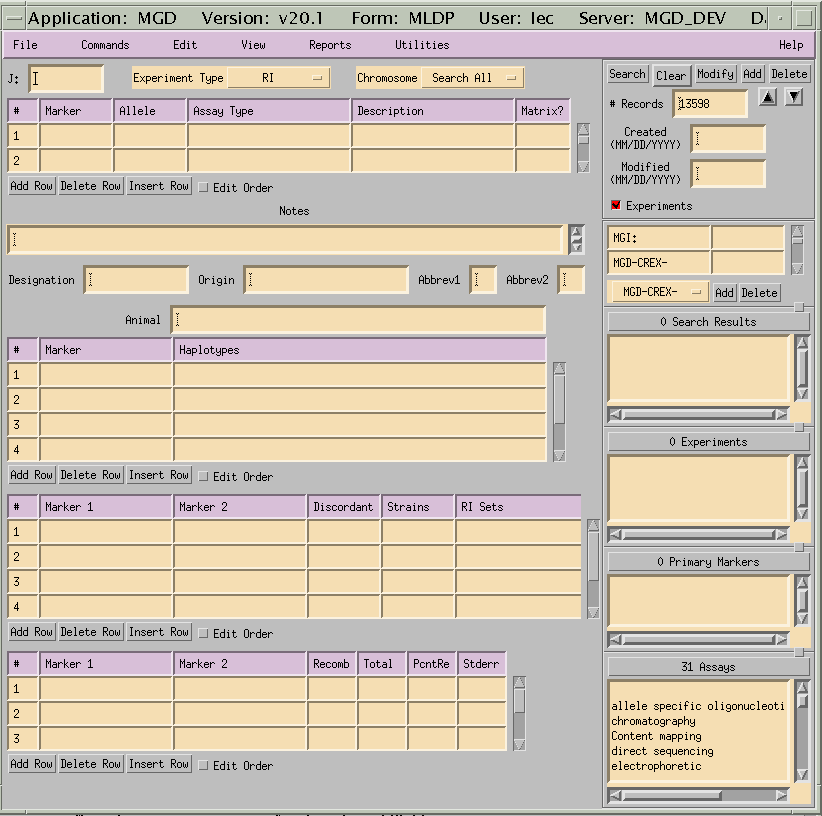 Application: MGD Version: v20.1 Form: MLDP User: lec Server: MGD_DEV
File Commands Edit View Reports Utilities Help
J: Experiment Type RI Chromosome Search All
# Marker Allele Assay Type Description Matrix?
1
2
Add Row Delete Row Insert Row Edit Order
Notes
Designation Origin Abbrev1 Abbrev2
Animal
# Marker Haplotypes
1
2
3
4
Add Row Delete Row Insert Row Edit Order
# Marker 1 Marker 2 Discordant Strains RI Sets
1
2
3
4
Add Row Delete Row Insert Row Edit Order
# Marker 1 Marker 2 Recomb Total PcntRe Stderr
1
2
3
Add Row Delete Row Insert Row Edit Order
Search Clear Modify Add Delete
# Records 13598
Created
(MM/DD/YYYY)
Modified
(MM/DD/YYYY)
Experiments
MGI:
MGD-CREX-
MGD-CREX- Add Delete
0 Search Results
0 Experiments
0 Primary Markers
31 Assays
allele specific oligonucleoti
chromatography
Content mapping
direct sequencing
electrophoretic